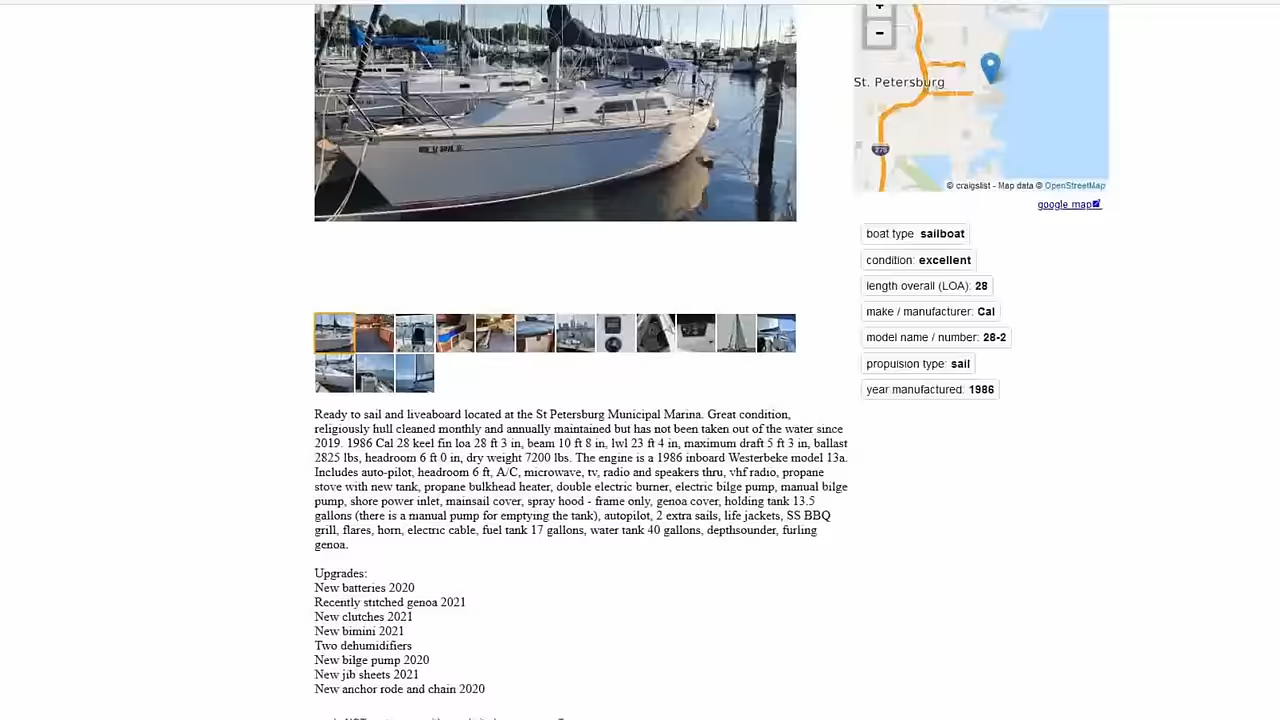 +
-
St. Petersburg
275
© craigslist - Map data © OpenStreetMap
google map
boat type sailboat
condition: excellent
length overall (LOA): 28
make / manufacturer: Cal
model name / number: 28-2
propulsion type: sail
year manufactured: 1986
Ready to sail and liveaboard located at the St Petersburg Municipal Marina. Great condition,
religiously hull cleaned monthly and annually maintained but has not been taken out of the water since
2019. 1986 Cal 28 keel fin loa 28 ft 3 in, beam 10 ft 8 in, lwl 23 ft 4 in, maximum draft 5 ft 3 in, ballast
2825 lbs, headroom 6 ft 0 in, dry weight 7200 lbs. The engine is a 1986 inboard Westerbeke model 13a.
Includes auto-pilot, headroom 6 ft, A/C, microwave, tv, radio and speakers thru, vhf radio, propane
stove with new tank, propane bulkhead heater, double electric burner, electric bilge pump, manual bilge
pump, shore power inlet, mainsail cover, spray hood - frame only, genoa cover, holding tank 13.5
gallons (there is a manual pump for emptying the tank), autopilot, 2 extra sails, life jackets, SS BBQ
grill, flares, horn, electric cable, fuel tank 17 gallons, water tank 40 gallons, depthsounder, furling
genoa.
Upgrades:
New batteries 2020
Recently stitched genoa 2021
New clutches 2021
New bimini 2021
Two dehumidifiers
New bilge pump 2020
New jib sheets 2021
New anchor rode and chain 2020